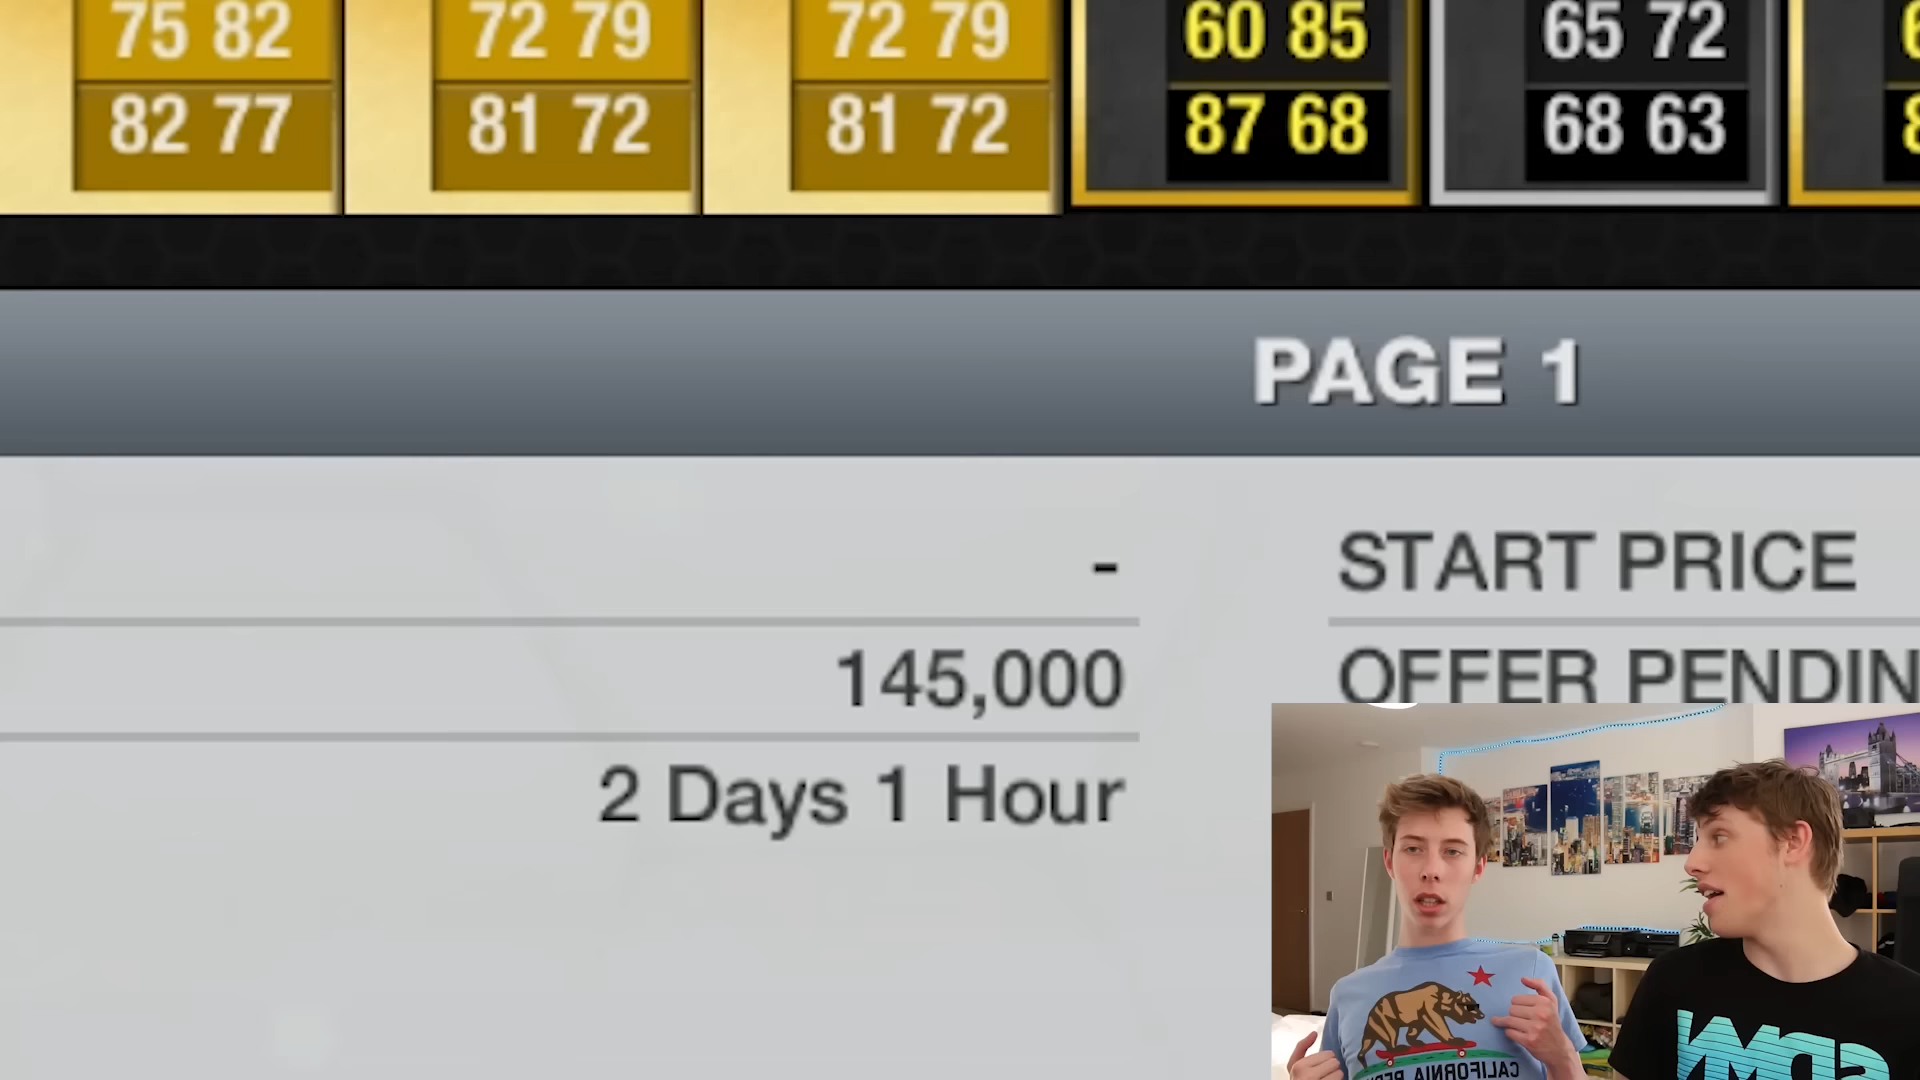 75 82 72 79 72 79 60 85 65 72
82 77 81 72 81 72 87 68 68 63
PAGE 1
- START PRICE
145,000 OFFER PENDIN
2 Days 1 Hour
CALIFORNIA